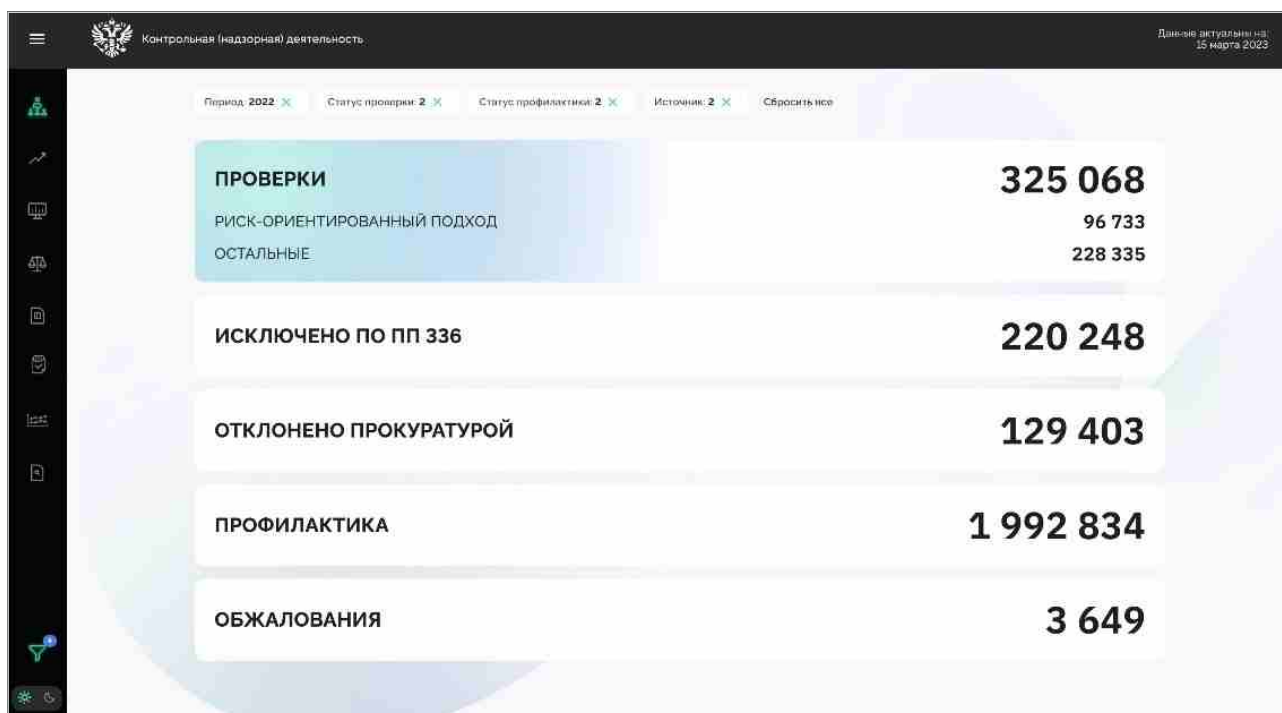 Контрольная (надзорная) деятельность
Данные актуальны на:
15 марта 2023
Период: 2022 ✕ Статус проверки: 2 ✕ Статус профилактики: 2 ✕ Источник: 2 ✕ Сбросить все
ПРОВЕРКИ 325 068
РИСК-ОРИЕНТИРОВАННЫЙ ПОДХОД 96 733
ОСТАЛЬНЫЕ 228 335
ИСКЛЮЧЕНО ПО ПП 336 220 248
ОТКЛОНЕНО ПРОКУРАТУРОЙ 129 403
ПРОФИЛАКТИКА 1 992 834
ОБЖАЛОВАНИЯ 3 649